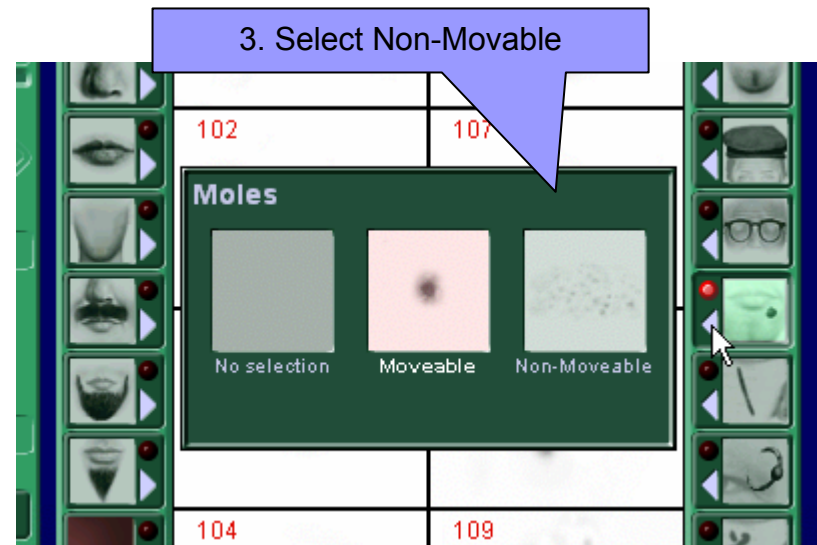 3. Select Non-Movable
102
107
Moles
No selection
Moveable
Non-Moveable
104
109